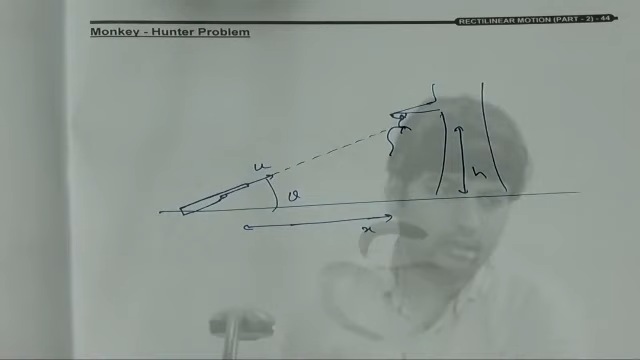 RECTILINEAR MOTION (PART - 2) - 44
Monkey - Hunter Problem
u
θ
h
x